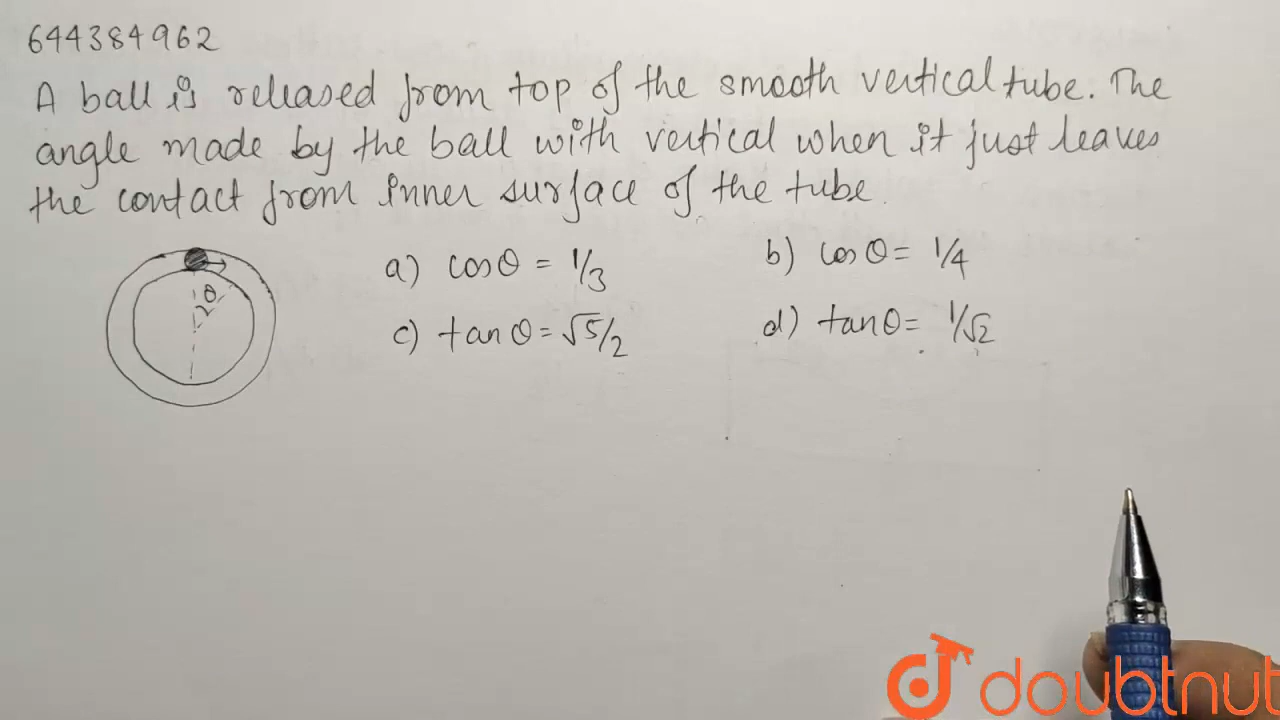 644384962
A ball is released from top of the smooth vertical tube. The
angle made by the ball with vertical when it just leaves
the contact from inner surface of the tube.
a) cosθ = 1/3
b) cosθ = 1/4
θ
c) tanθ = √5/2
d) tanθ = 1/√2
doubtnut